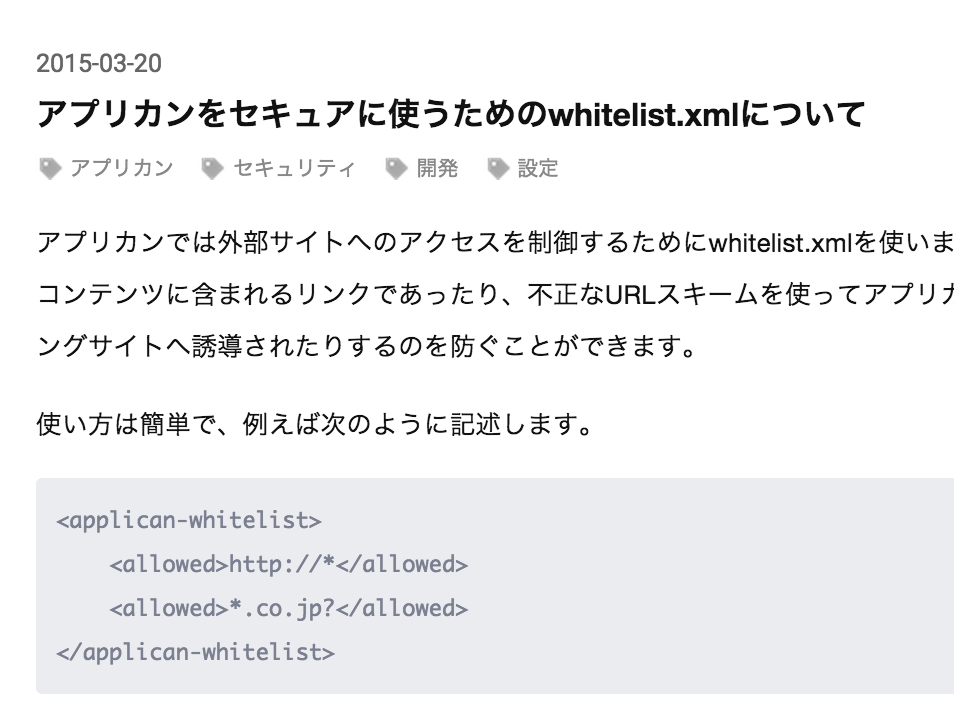 2015-03-20
アプリカンをセキュアに使うためのwhitelist.xmlについて
アプリカン セキュリティ 開発 設定
アプリカンでは外部サイトへのアクセスを制御するためにwhitelist.xmlを使いま
コンテンツに含まれるリンクであったり、不正なURLスキームを使ってアプリカ
ングサイトへ誘導されたりするのを防ぐことができます。
使い方は簡単で、例えば次のように記述します。
<applican-whitelist>
    <allowed>http://*</allowed>
    <allowed>*.co.jp?</allowed>
</applican-whitelist>